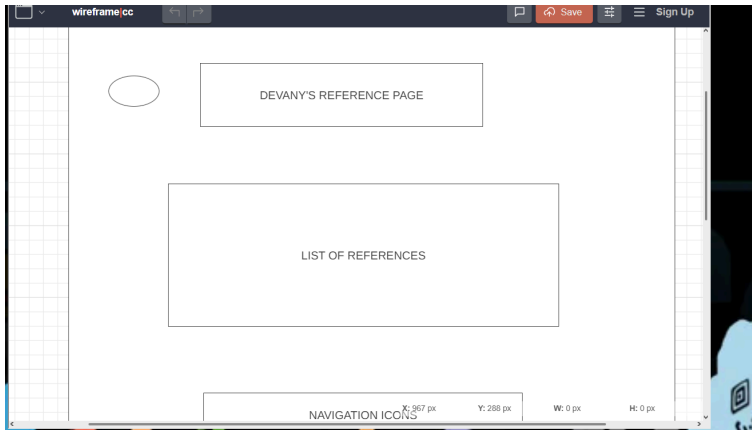 wireframe|cc
Save
Sign Up
DEVANY'S REFERENCE PAGE
LIST OF REFERENCES
NAVIGATION ICONS
X: 967 px Y: 288 px W: 0 px H: 0 px